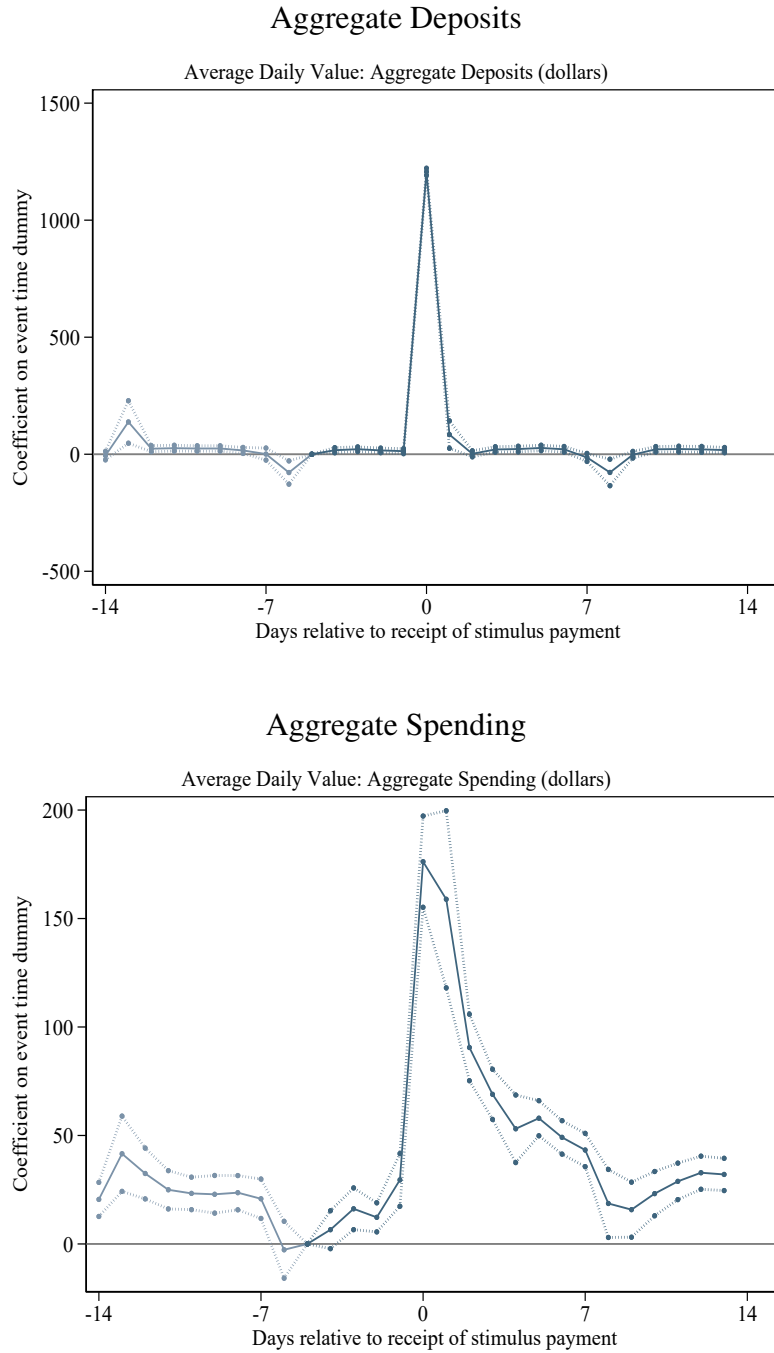 Aggregate Deposits
Average Daily Value: Aggregate Deposits (dollars)
Coefficient on event time dummy
1500
1000
500
0
-500
-14 -7 0 7 14
Days relative to receipt of stimulus payment
Aggregate Spending
Average Daily Value: Aggregate Spending (dollars)
Coefficient on event time dummy
200
150
100
50
0
-14 -7 0 7 14
Days relative to receipt of stimulus payment